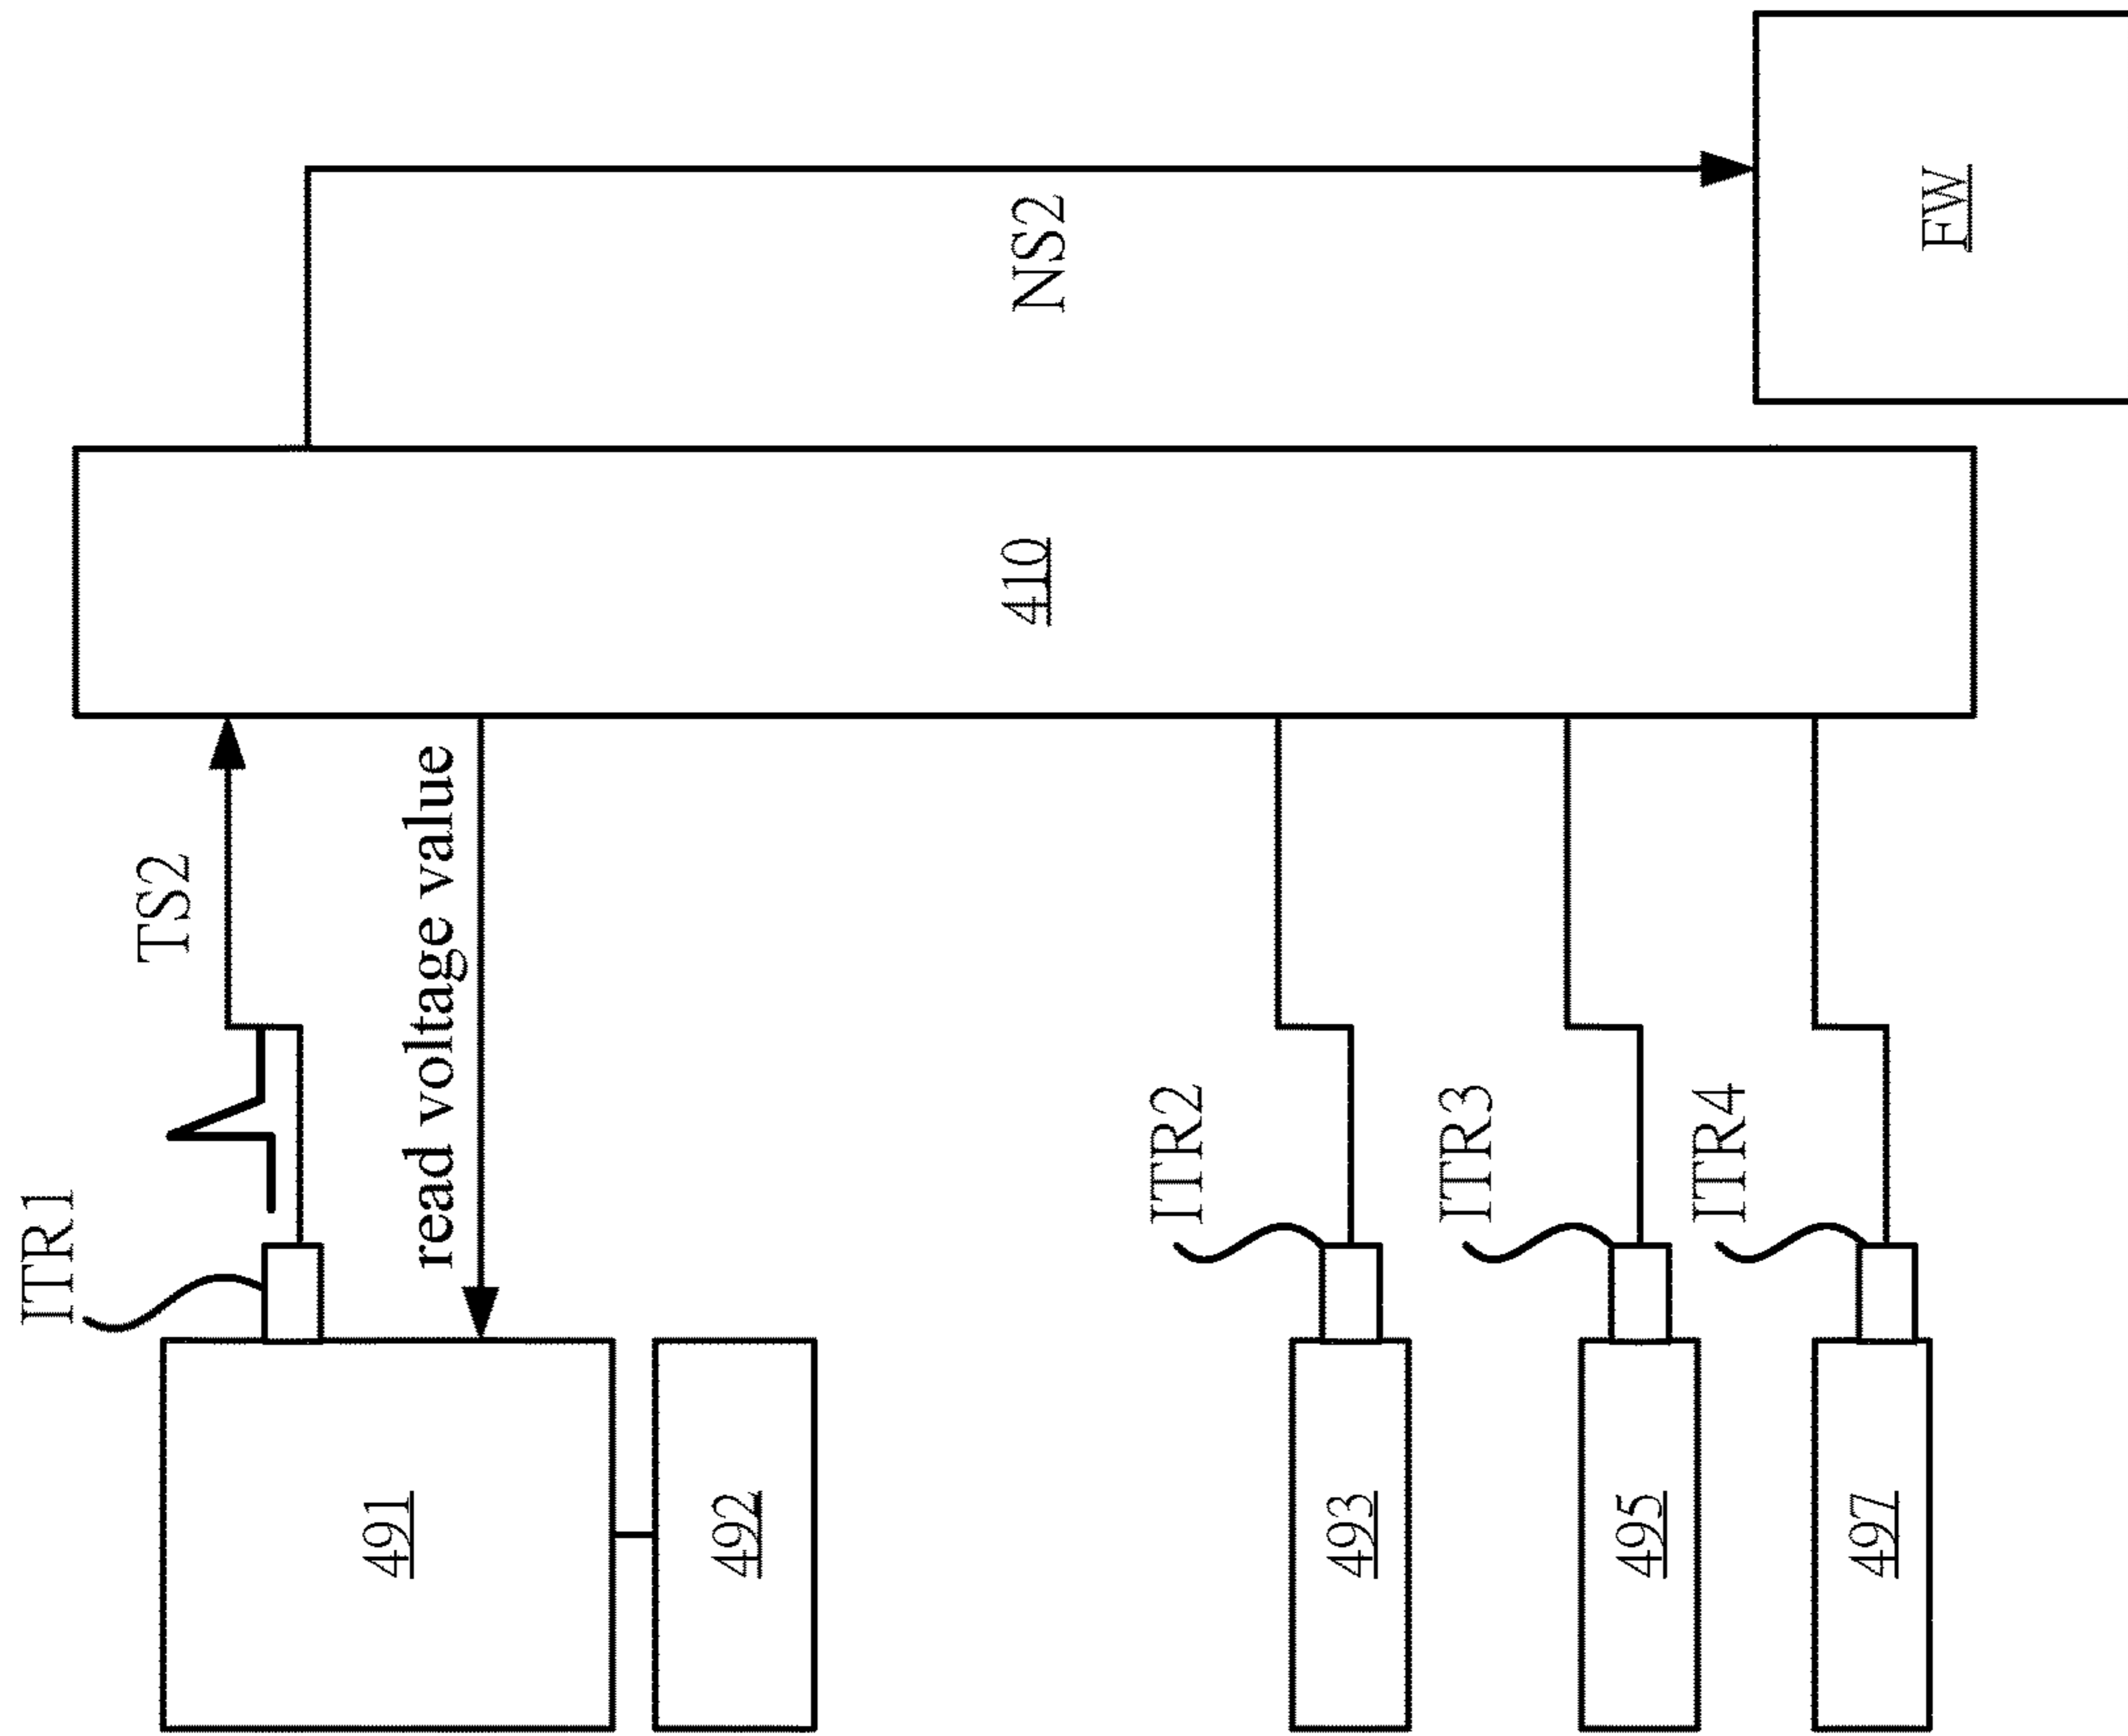 ITR1
TS2
read voltage value
491
492
410
NS2
ITR2
493
ITR3
495
ITR4
497
FW